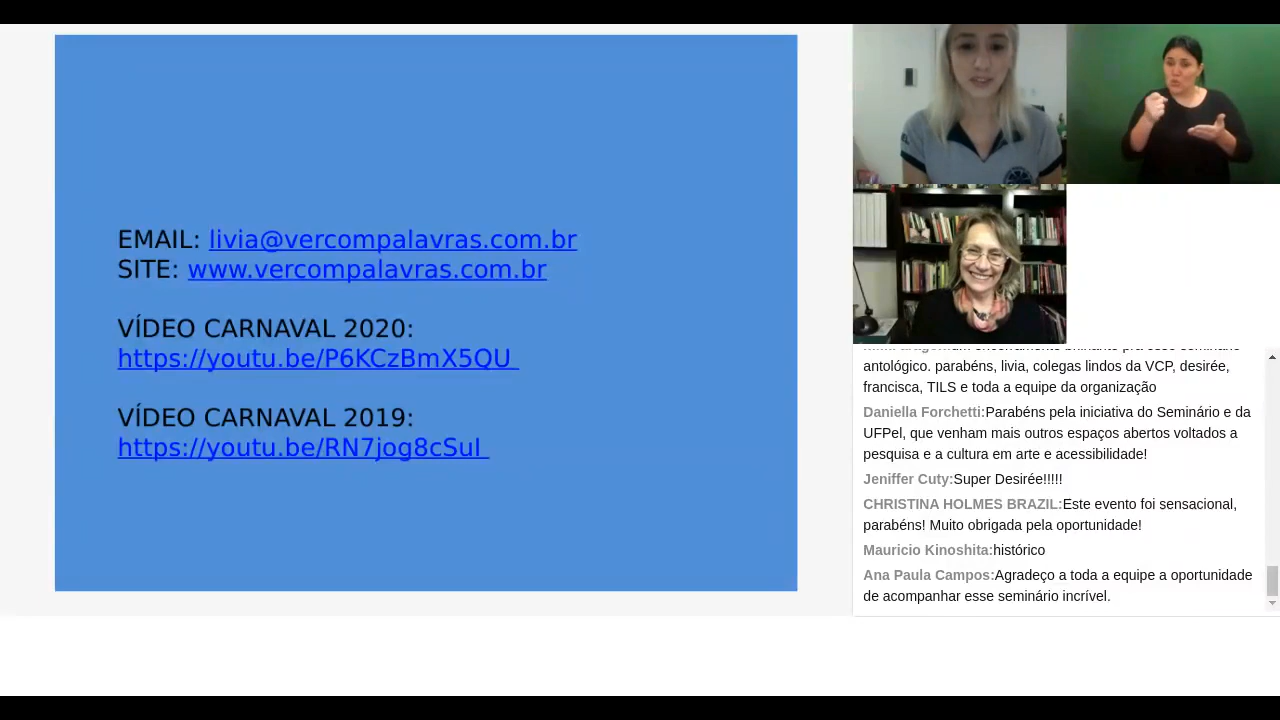 EMAIL: livia@vercompalavras.com.br
SITE: www.vercompalavras.com.br
VÍDEO CARNAVAL 2020:
https://youtu.be/P6KCzBmX5QU
VÍDEO CARNAVAL 2019:
https://youtu.be/RN7jog8cSuI
antológico. parabéns, livia, colegas lindos da VCP, desirée,
francisca, TILS e toda a equipe da organização
Daniella Forchetti:Parabéns pela iniciativa do Seminário e da
UFPel, que venham mais outros espaços abertos voltados a
pesquisa e a cultura em arte e acessibilidade!
Jeniffer Cuty:Super Desirée!!!!!
CHRISTINA HOLMES BRAZIL:Este evento foi sensacional,
parabéns! Muito obrigada pela oportunidade!
Mauricio Kinoshita:histórico
Ana Paula Campos:Agradeço a toda a equipe a oportunidade
de acompanhar esse seminário incrível.